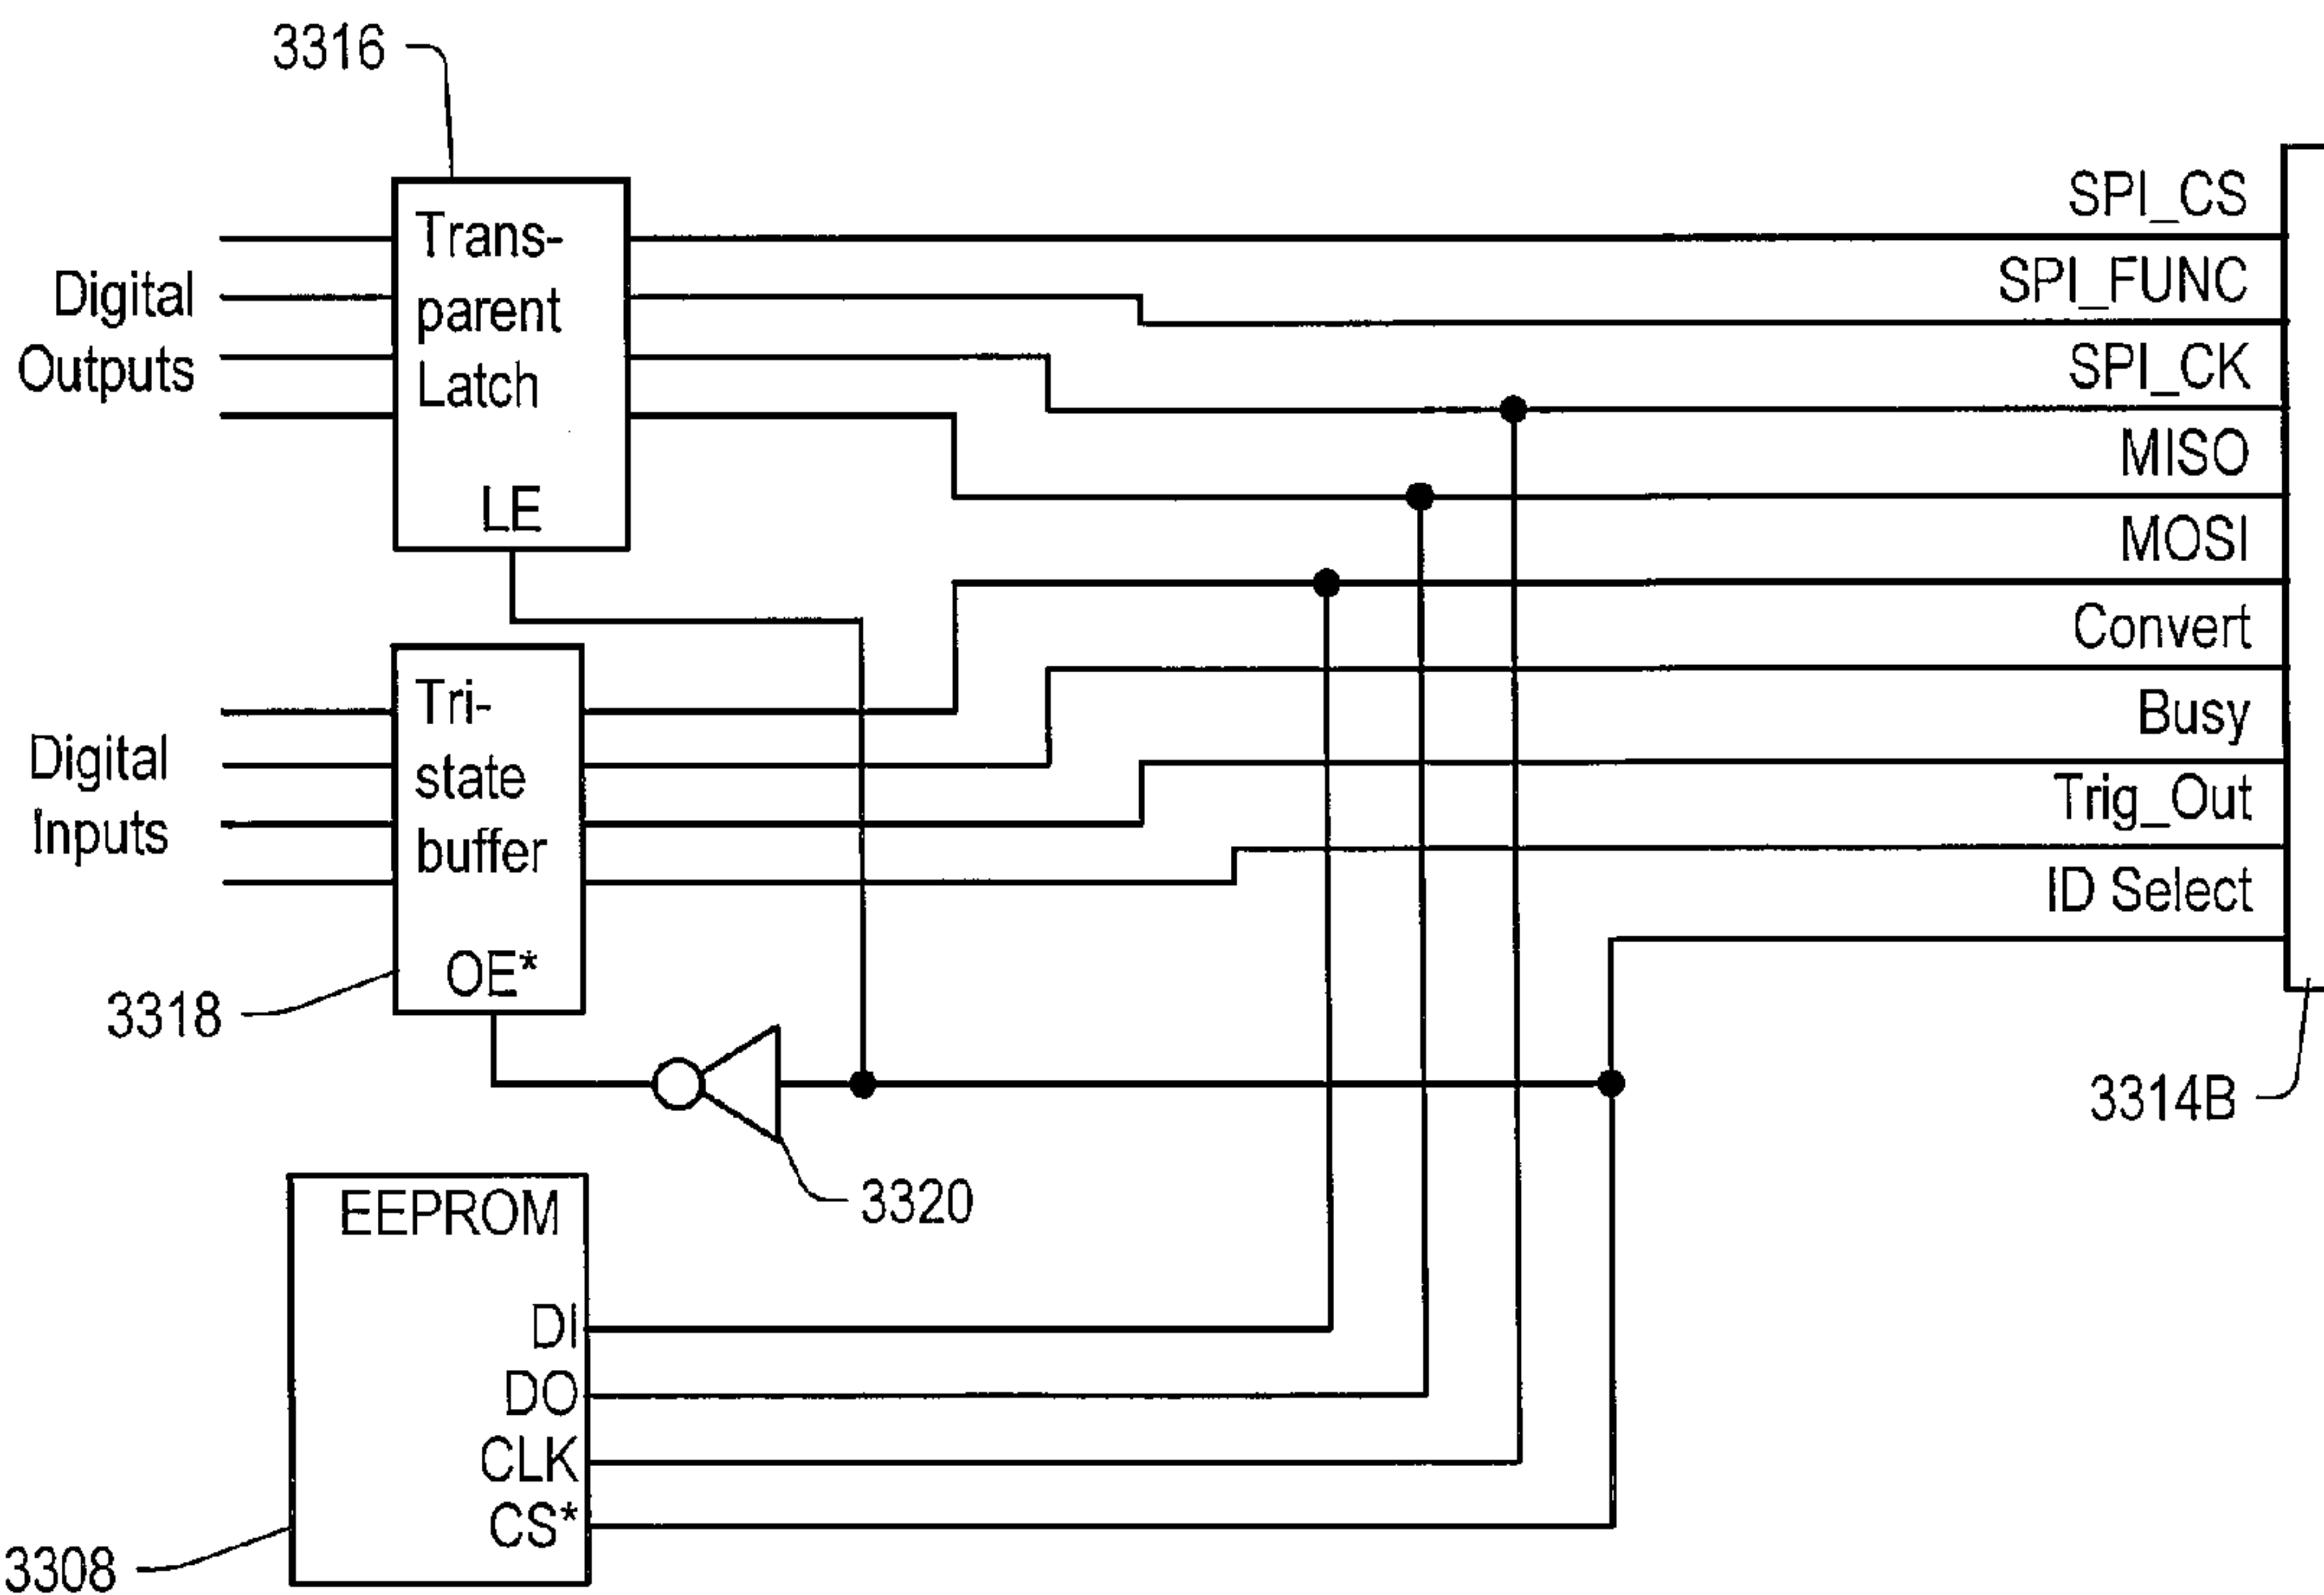 3316
Trans-
parent
Latch
LE
Digital
Outputs
SPI_CS
SPI_FUNC
SPI_CK
MISO
MOSI
Convert
Busy
Trig_Out
ID Select
3314B
Tri-
state
buffer
OE*
Digital
Inputs
3318
3320
EEPROM
DI
DO
CLK
CS*
3308